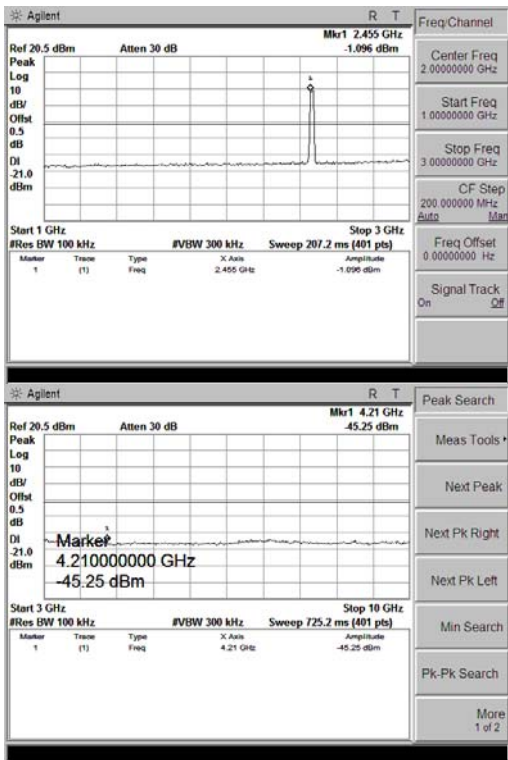 Agilent R T
Mkr1 2.455 GHz
Ref 20.5 dBm Atten 30 dB -1.096 dBm
Peak
Log
10
dB/
Offst
0.5
dB
DI
-21.0
dBm
1
Start 1 GHz Stop 3 GHz
#Res BW 100 kHz #VBW 300 kHz Sweep 207.2 ms (401 pts)
Marker Trace Type X Axis Amplitude
1 (1) Freq 2.455 GHz -1.096 dBm
Freq/Channel
Center Freq
2.00000000 GHz
Start Freq
1.00000000 GHz
Stop Freq
3.00000000 GHz
CF Step
200.000000 MHz
Auto Man
Freq Offset
0.00000000 Hz
Signal Track
On Off
Agilent R T
Mkr1 4.21 GHz
Ref 20.5 dBm Atten 30 dB -45.25 dBm
Peak
Log
10
dB/
Offst
0.5
dB
DI
-21.0
dBm
1
Marker
4.210000000 GHz
-45.25 dBm
Start 3 GHz Stop 10 GHz
#Res BW 100 kHz #VBW 300 kHz Sweep 725.2 ms (401 pts)
Marker Trace Type X Axis Amplitude
1 (1) Freq 4.21 GHz -45.25 dBm
Peak Search
Meas Tools
Next Peak
Next Pk Right
Next Pk Left
Min Search
Pk-Pk Search
More
1 of 2